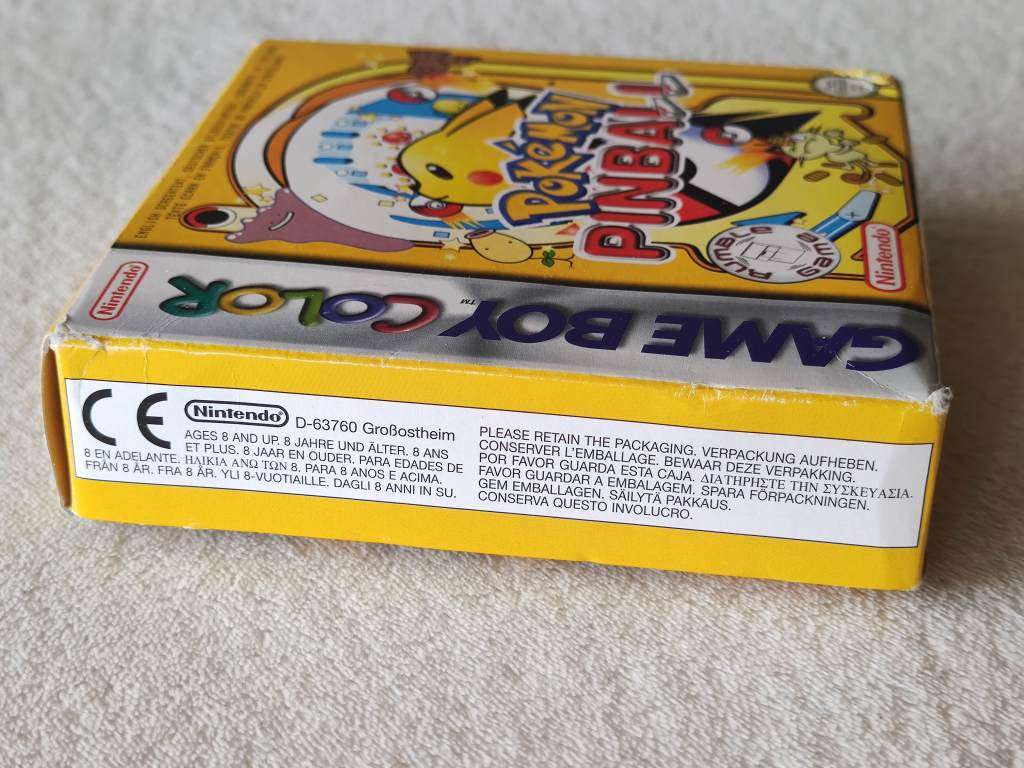 POKéMON
PINBALL
Rumble
Games
Nintendo
ENGLISH SCREENTEXT.
Nintendo
GAME BOY COLOR™
CE
Nintendo D-63760 Großostheim
AGES 8 AND UP. 8 JAHRE UND ÄLTER. 8 ANS
ET PLUS. 8 JAAR EN OUDER. PARA EDADES DE
8 EN ADELANTE. ΗΛΙΚΙΑ ΑΝΩ ΤΩΝ 8. PARA 8 ANOS E ACIMA.
FRÅN 8 ÅR. FRA 8 ÅR. YLI 8-VUOTIAILLE. DAGLI 8 ANNI IN SU.
PLEASE RETAIN THE PACKAGING. VERPACKUNG AUFHEBEN.
CONSERVER L'EMBALLAGE. BEWAAR DEZE VERPAKKING.
POR FAVOR GUARDA ESTA CAJA. ΔΙΑΤΗΡΗΣΤΕ ΤΗΝ ΣΥΣΚΕΥΑΣΙΑ.
FAVOR GUARDAR A EMBALAGEM. SPARA FÖRPACKNINGEN.
GEM EMBALLAGEN. SÄILYTÄ PAKKAUS.
CONSERVA QUESTO INVOLUCRO.